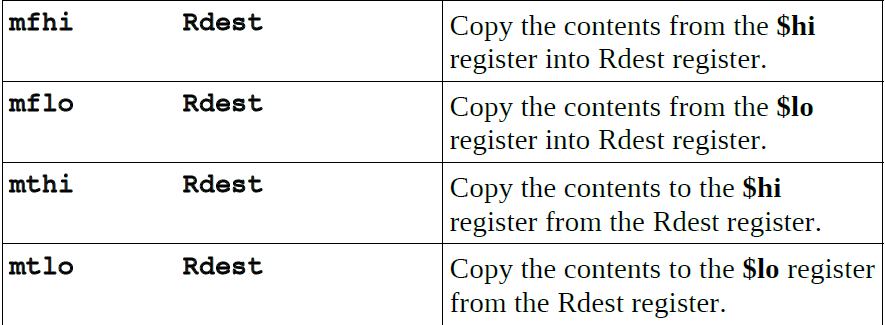 mfhi Rdest Copy the contents from the $hi
register into Rdest register.
mflo Rdest Copy the contents from the $lo
register into Rdest register.
mthi Rdest Copy the contents to the $hi
register from the Rdest register.
mtlo Rdest Copy the contents to the $lo register
from the Rdest register.